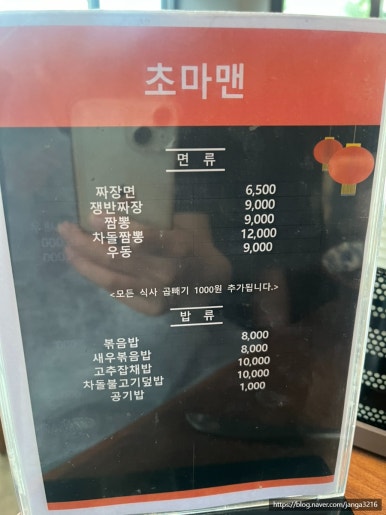 초마맨
면 류
짜장면 6,500
쟁반짜장 9,000
짬뽕 9,000
차돌짬뽕 12,000
우동 9,000
<모든 식사 곱빼기 1000원 추가됩니다.>
밥 류
볶음밥 8,000
새우볶음밥 8,000
고추잡채밥 10,000
차돌불고기덮밥 10,000
공기밥 1,000
https://blog.naver.com/janga3216